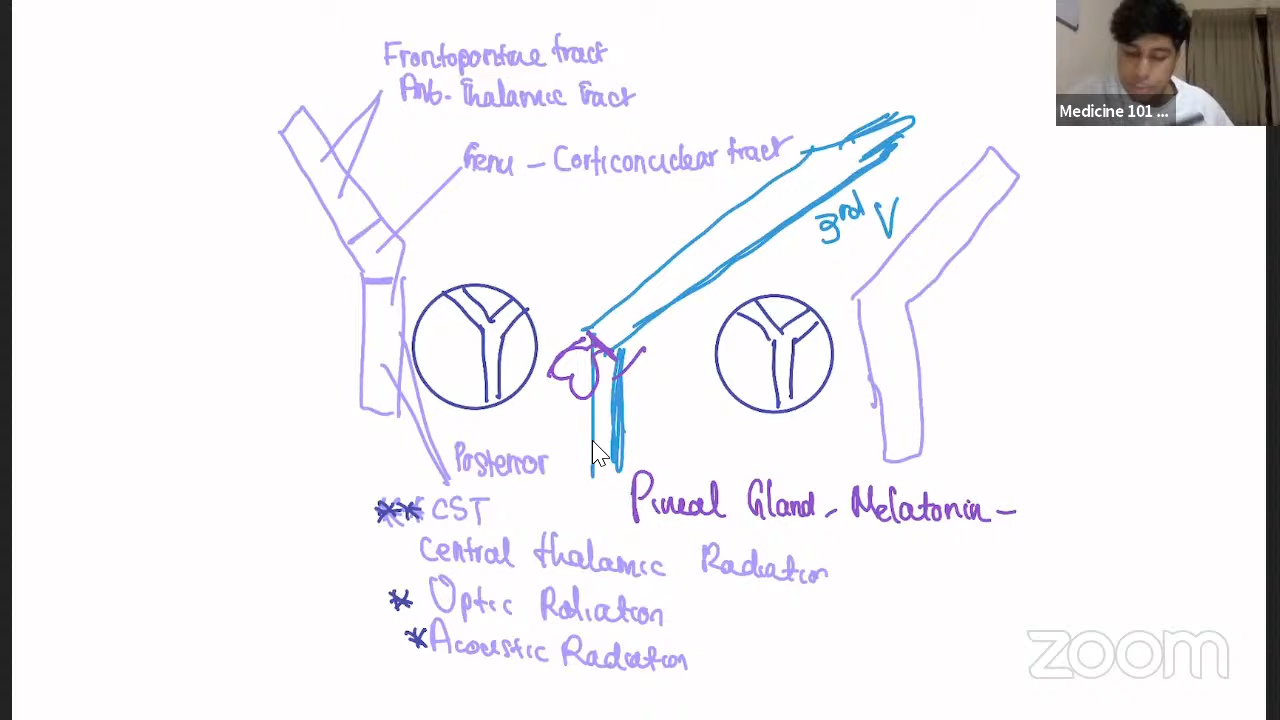 Frontopontine tract
Ant. Thalamic Tract
Genu - Corticonuclear tract
3rd V
Posterior
** CST
Central thalamic Radiation
* Optic Radiation
* Acoustic Radiation
Pineal Gland - Melatonin -
Medicine 101 ...
zoom